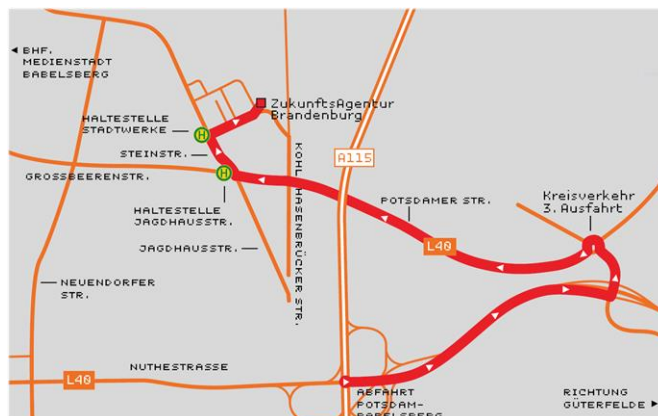 BHF.
MEDIENSTADT
BABELSBERG
HALTESTELLE
STADTWERKE
H
ZukunftsAgentur
Brandenburg
STEINSTR.
GROSSBEERENSTR.
H
HALTESTELLE
JAGDHAUSSTR.
JAGDHAUSSTR.
KOHLHASENBRÜCKER STR.
A115
POTSDAMER STR.
L40
Kreisverkehr
3. Ausfahrt
NEUENDORFER
STR.
NUTHESTRASSE
L40
ABFAHRT
POTSDAM-
BABELSBERG
RICHTUNG
GÜTERFELDE